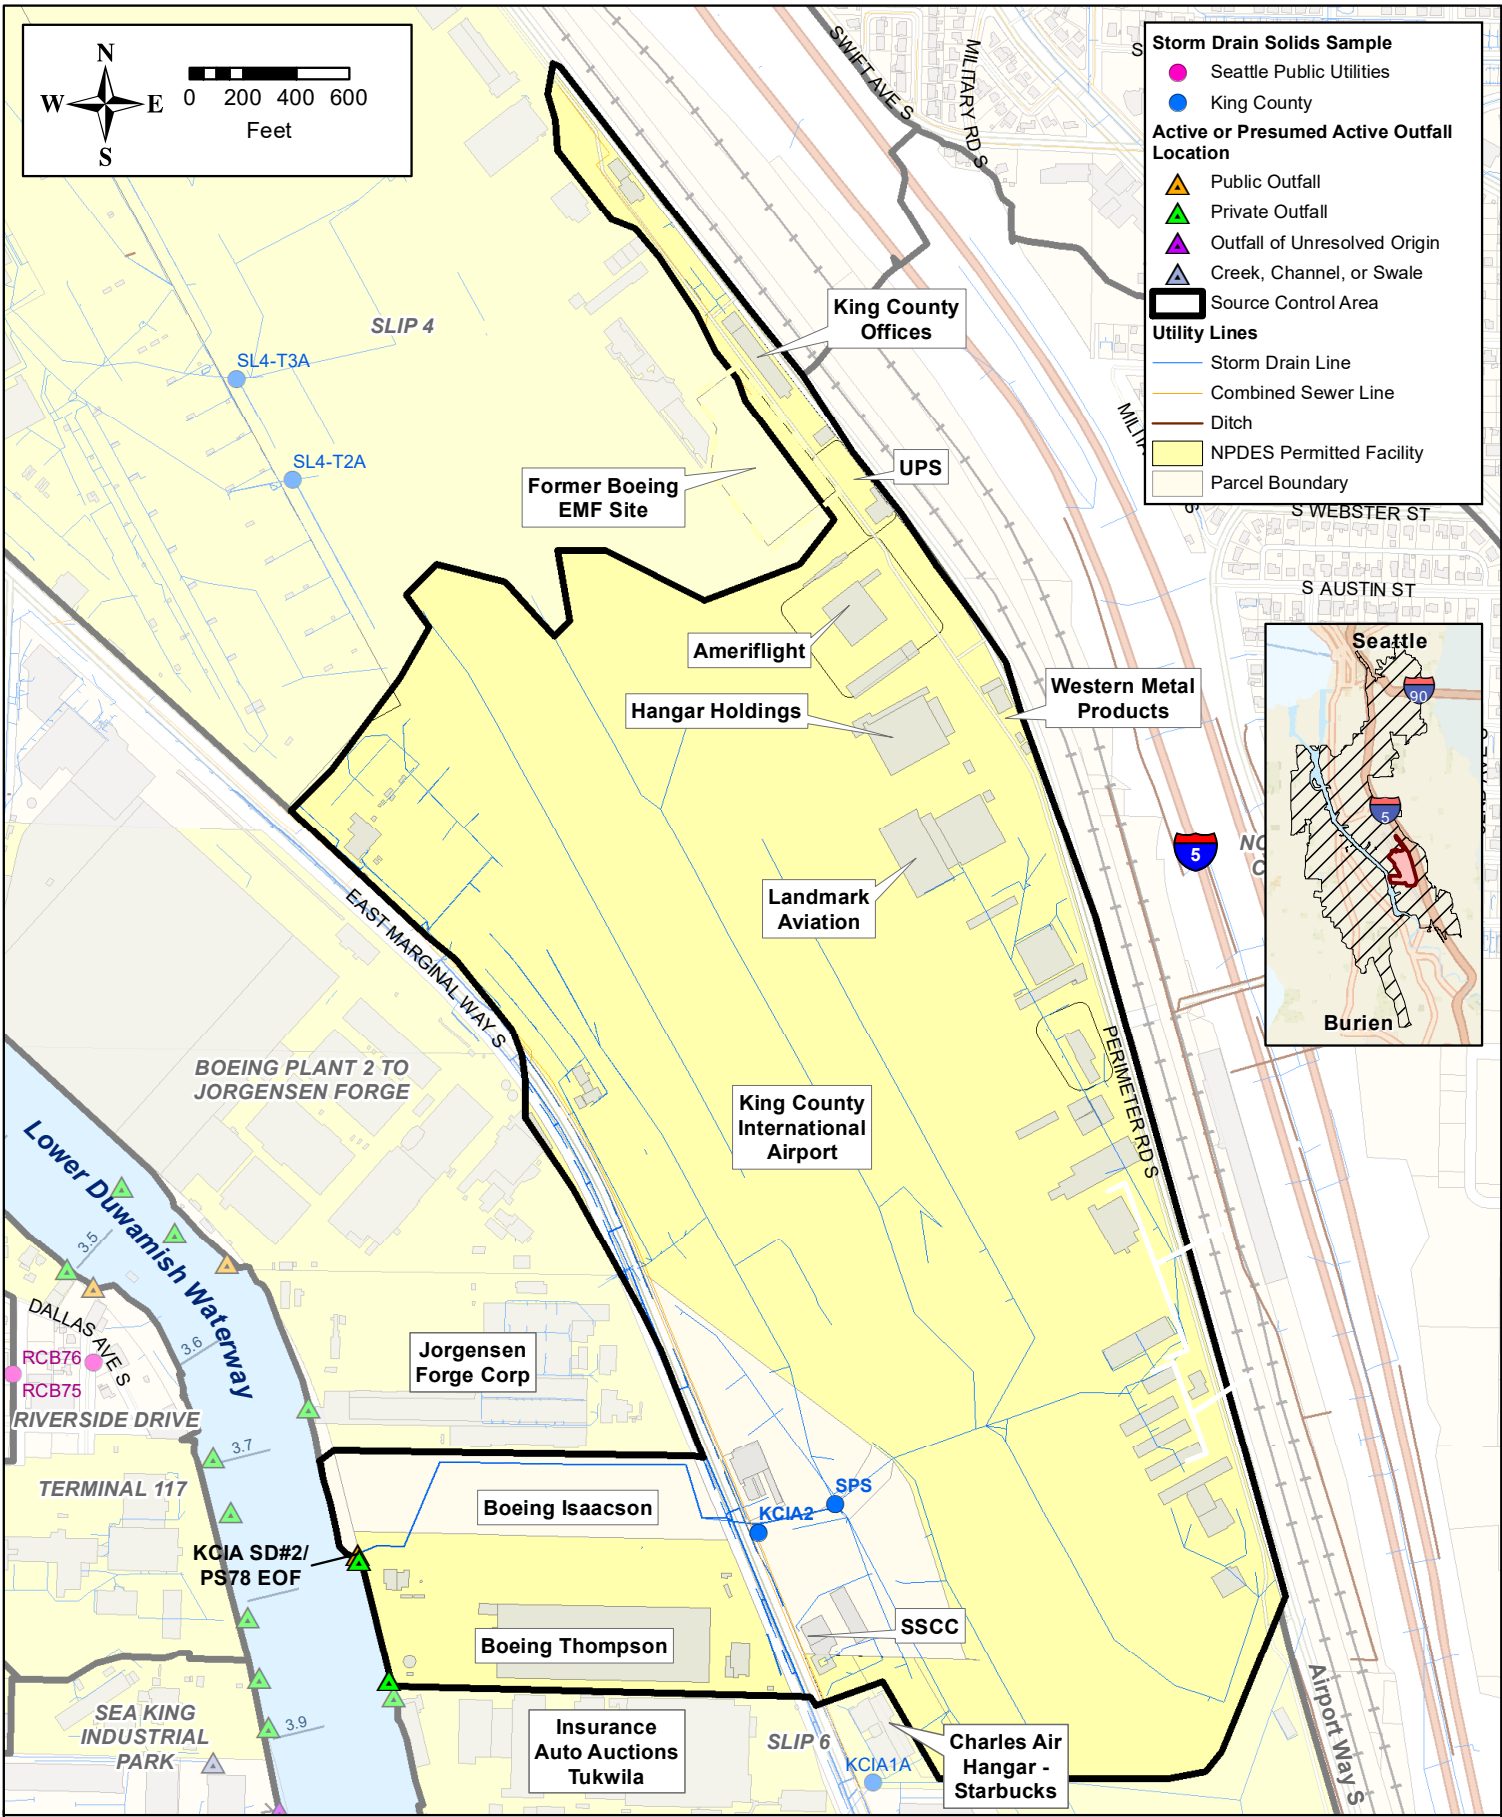 N
W E
S
0 200 400 600
Feet
Storm Drain Solids Sample
Seattle Public Utilities
King County
Active or Presumed Active Outfall
Location
Public Outfall
Private Outfall
Outfall of Unresolved Origin
Creek, Channel, or Swale
Source Control Area
Utility Lines
Storm Drain Line
Combined Sewer Line
Ditch
NPDES Permitted Facility
Parcel Boundary
SWIFT AVE S
MILITARY RD S
S
SLIP 4
King County
Offices
SL4-T3A
SL4-T2A
UPS
Former Boeing
EMF Site
S WEBSTER ST
S AUSTIN ST
Ameriflight
Hangar Holdings
Western Metal
Products
Seattle
90
5
Burien
5
Landmark
Aviation
EAST MARGINAL WAY S
BOEING PLANT 2 TO
JORGENSEN FORGE
PERIMETER RD S
King County
International
Airport
Lower Duwamish Waterway
3.5
DALLAS AVE S
3.6
RCB76
RCB75
RIVERSIDE DRIVE
Jorgensen
Forge Corp
3.7
TERMINAL 117
Boeing Isaacson
SPS
KCIA2
KCIA SD#2/
PS78 EOF
Boeing Thompson
SSCC
SEA KING
INDUSTRIAL
PARK
3.9
Insurance
Auto Auctions
Tukwila
SLIP 6
KCIA1A
Charles Air
Hangar -
Starbucks
Airport Way S